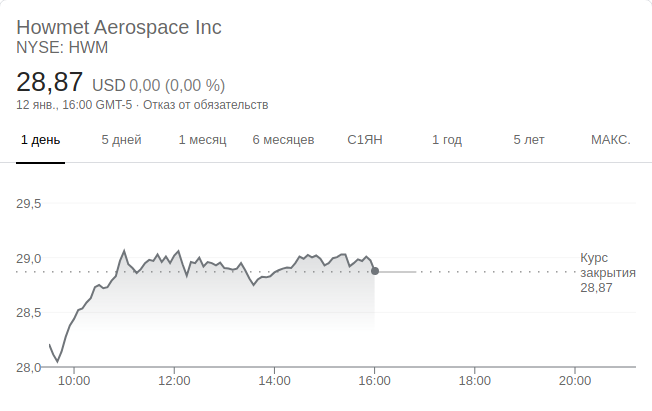 Howmet Aerospace Inc
NYSE: HWM
28,87 USD 0,00 (0,00 %)
12 янв., 16:00 GMT-5 · Отказ от обязательств
1 день 5 дней 1 месяц 6 месяцев С1ЯН 1 год 5 лет МАКС.
29,5
29,0
28,5
28,0
Курс
закрытия
28,87
10:00 12:00 14:00 16:00 18:00 20:00